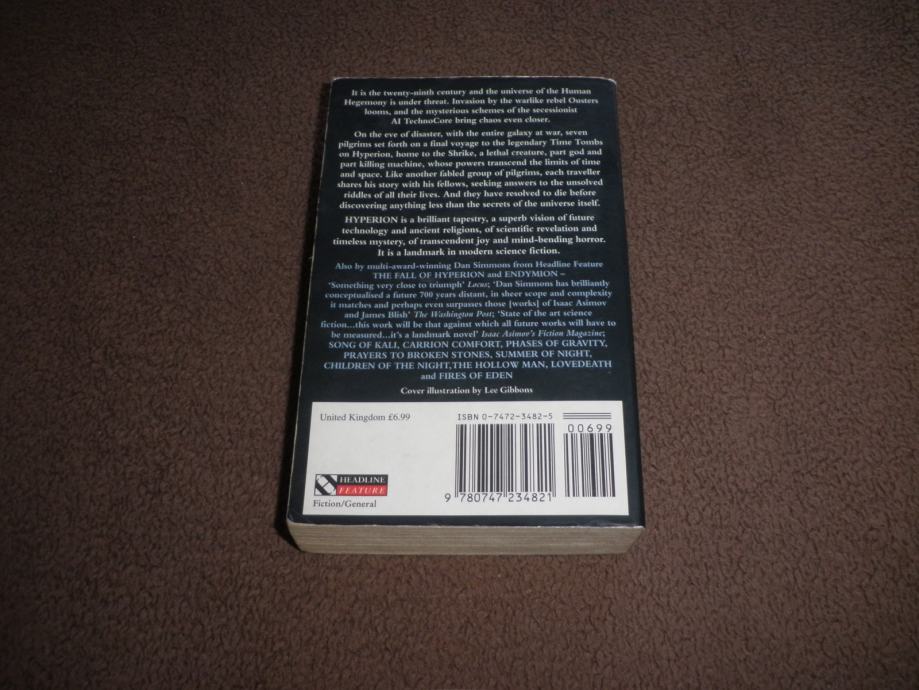 It is the twenty-ninth century and the universe of the Human
Hegemony is under threat. Invasion by the warlike rebel Ousters
looms, and the mysterious schemes of the secessionist
AI TechnoCore bring chaos even closer.
On the eve of disaster, with the entire galaxy at war, seven
pilgrims set forth on a final voyage to the legendary Time Tombs
on Hyperion, home to the Shrike, a lethal creature, part god and
part killing machine, whose powers transcend the limits of time
and space. Like another fabled group of pilgrims, each traveller
shares his story with his fellows, seeking answers to the unsolved
riddles of all their lives. And they have resolved to die before
discovering anything less than the secrets of the universe itself.
HYPERION is a brilliant tapestry, a superb vision of future
technology and ancient religions, of scientific revelation and
timeless mystery, of transcendent joy and mind-bending horror.
It is a landmark in modern science fiction.
Also by multi-award-winning Dan Simmons from Headline Feature
THE FALL OF HYPERION and ENDYMION –
'Something very close to triumph' Locus; 'Dan Simmons has brilliantly
conceptualised a future 700 years distant, in sheer scope and complexity
it matches and perhaps even surpasses those [works] of Isaac Asimov
and James Blish' The Washington Post; 'State of the art science
fiction...this work will be that against which all future works will have to
be measured...it's a landmark novel' Isaac Asimov's Fiction Magazine;
SONG OF KALI, CARRION COMFORT, PHASES OF GRAVITY,
PRAYERS TO BROKEN STONES, SUMMER OF NIGHT,
CHILDREN OF THE NIGHT, THE HOLLOW MAN, LOVEDEATH
and FIRES OF EDEN
Cover illustration by Lee Gibbons
United Kingdom £6.99
ISBN 0-7472-3482-5
00699
9 780747 234821
HEADLINE
FEATURE
Fiction/General